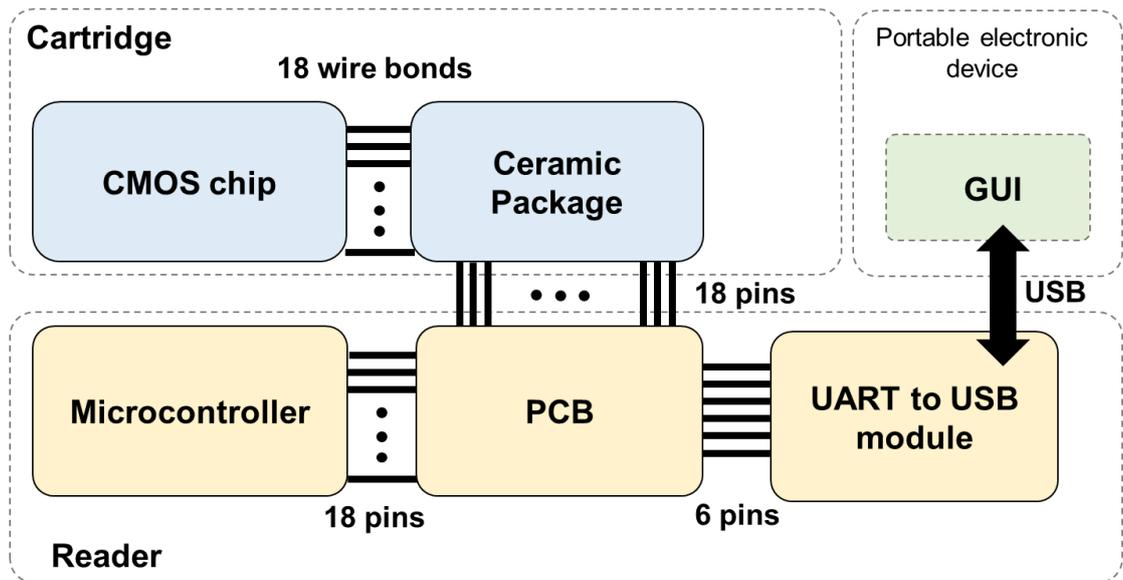 Cartridge
18 wire bonds
CMOS chip
Ceramic
Package
Portable electronic
device
GUI
USB
18 pins
Microcontroller
PCB
UART to USB
module
18 pins
6 pins
Reader